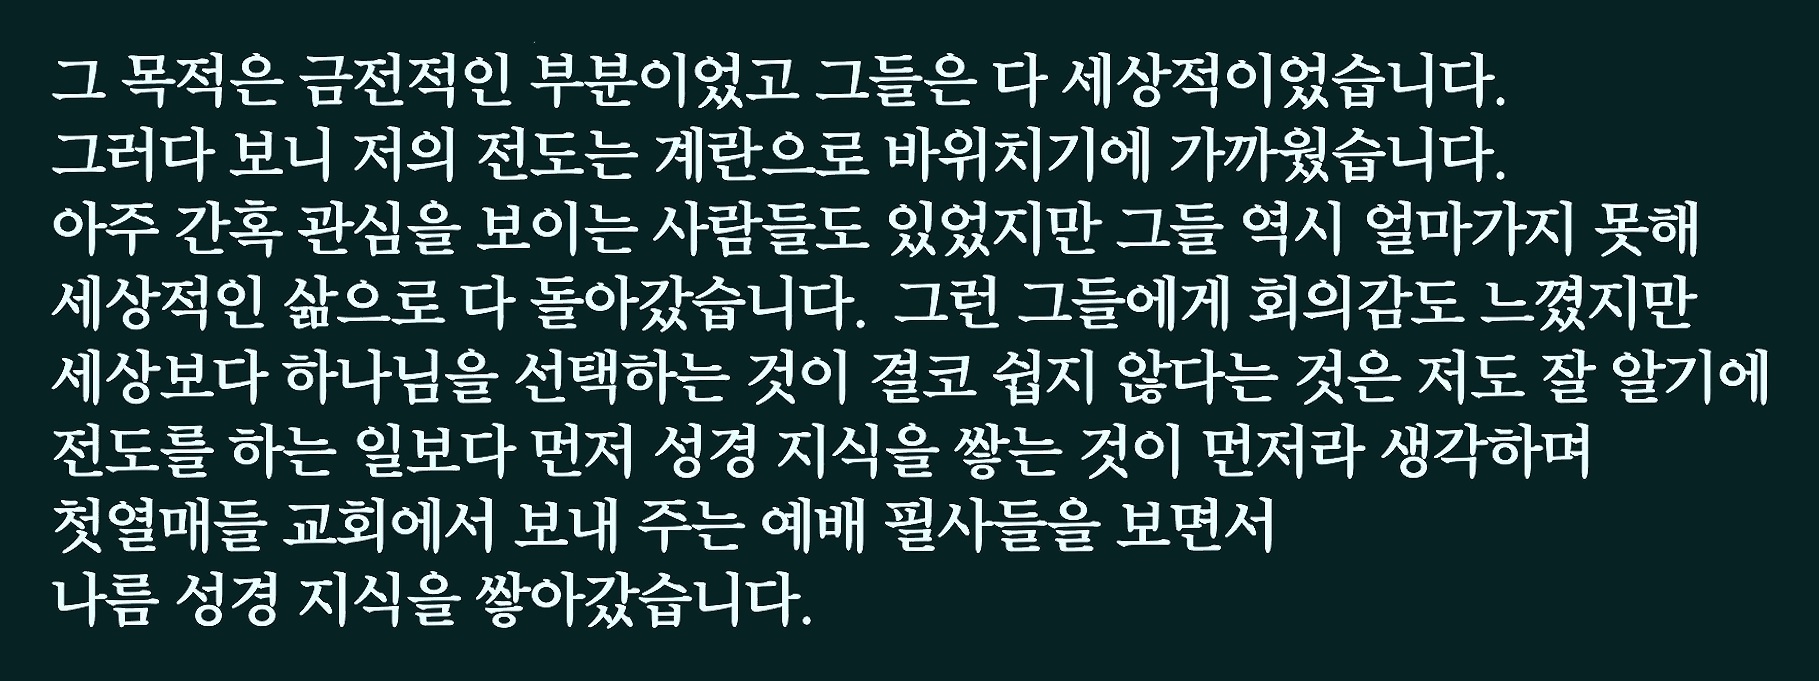 그 목적은 금전적인 부분이었고 그들은 다 세상적이었습니다.
그러다 보니 저의 전도는 계란으로 바위치기에 가까웠습니다.
아주 간혹 관심을 보이는 사람들도 있었지만 그들 역시 얼마가지 못해
세상적인 삶으로 다 돌아갔습니다. 그런 그들에게 회의감도 느꼈지만
세상보다 하나님을 선택하는 것이 결코 쉽지 않다는 것은 저도 잘 알기에
전도를 하는 일보다 먼저 성경 지식을 쌓는 것이 먼저라 생각하며
첫열매들 교회에서 보내 주는 예배 필사들을 보면서
나름 성경 지식을 쌓아갔습니다.